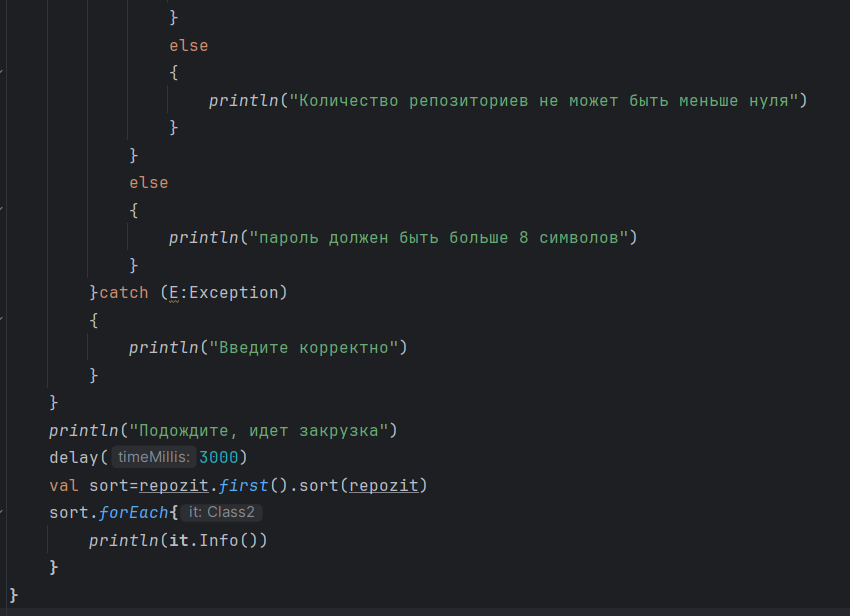 }
else
{
println("Количество репозиториев не может быть меньше нуля")
}
}
else
{
println("пароль должен быть больше 8 символов")
}
}catch (E:Exception)
{
println("Введите корректно")
}
}
println("Подождите, идет закрузка")
delay( timeMillis: 3000)
val sort=repozit.first().sort(repozit)
sort.forEach{ it: Class2
println(it.Info())
}
}